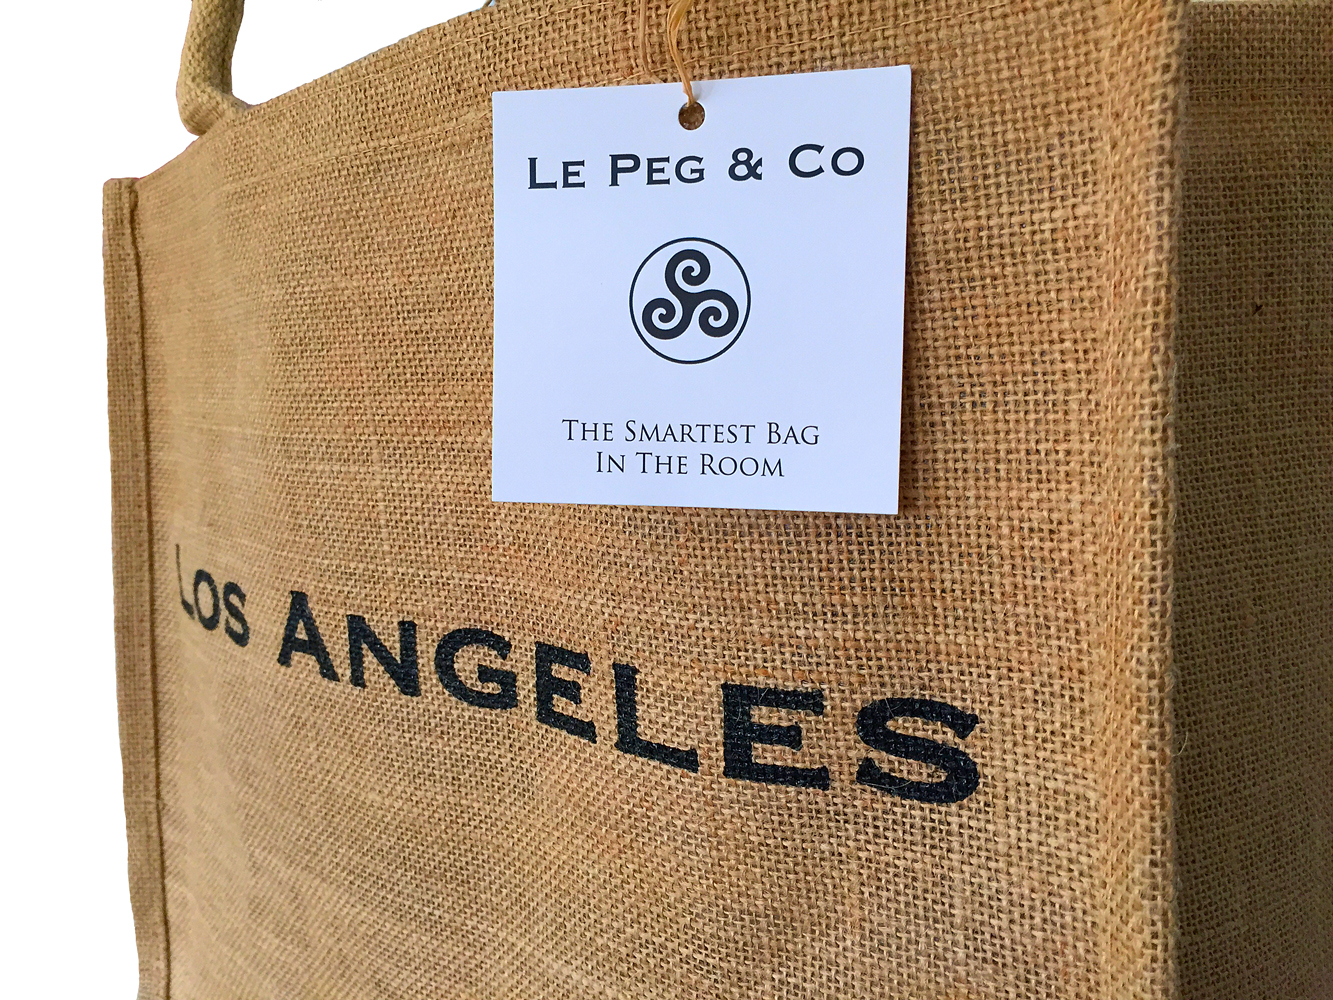 Le Peg & Co
The Smartest Bag
In The Room
Los Angeles